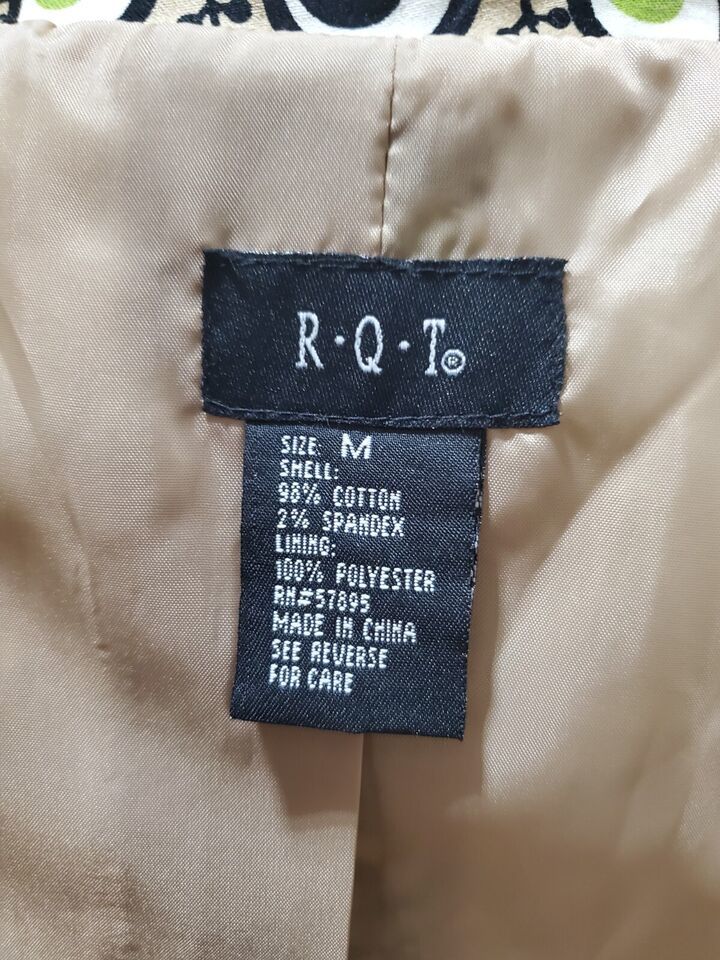 R·Q·T®
SIZE M
SHELL:
98% COTTON
2% SPANDEX
LINING:
100% POLYESTER
RN#57895
MADE IN CHINA
SEE REVERSE
FOR CARE